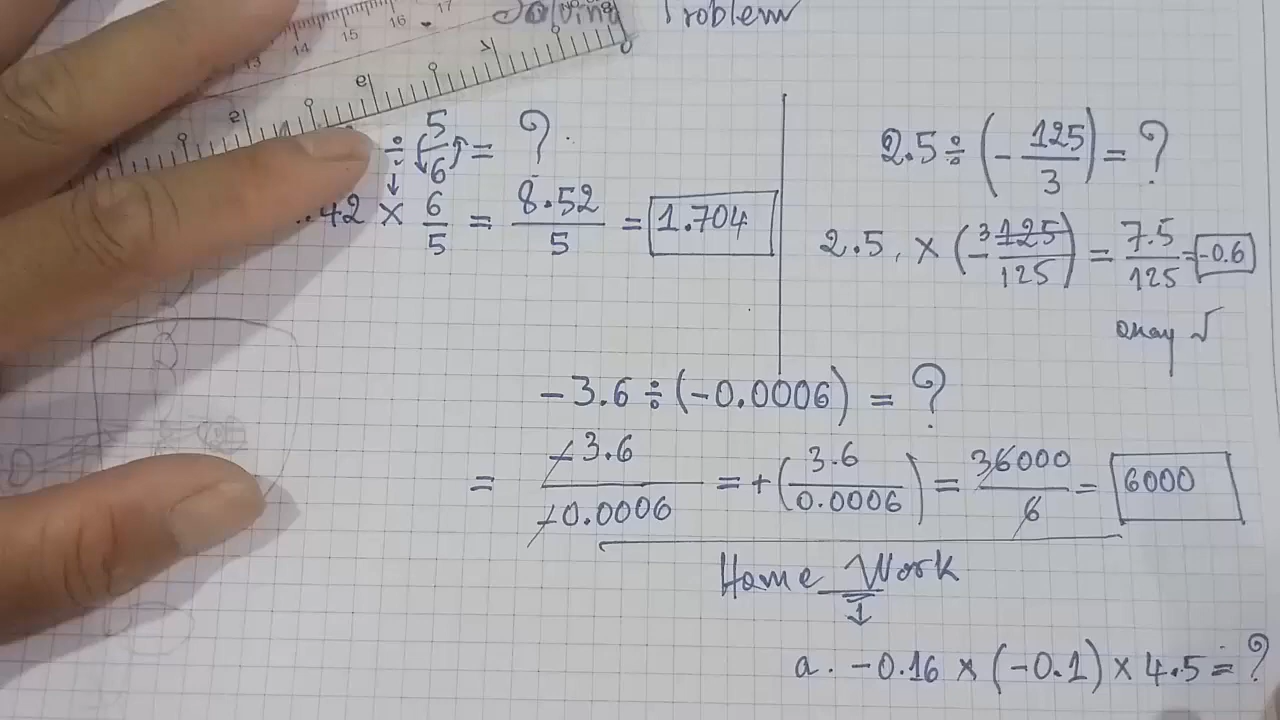 Solving Problem
÷ 5/6 = ?
.42 × 6/5 = 8.52/5 = 1.704
2.5 ÷ (-125/3) = ?
2.5 × (-3125/125) = 7.5/125 = -0.6
okay √
-3.6 ÷ (-0.0006) = ?
= -3.6/-0.0006 = +(3.6/0.0006) = 36000/6 = 6000
Home Work
↓
a. -0.16 × (-0.1) × 4.5 = ?